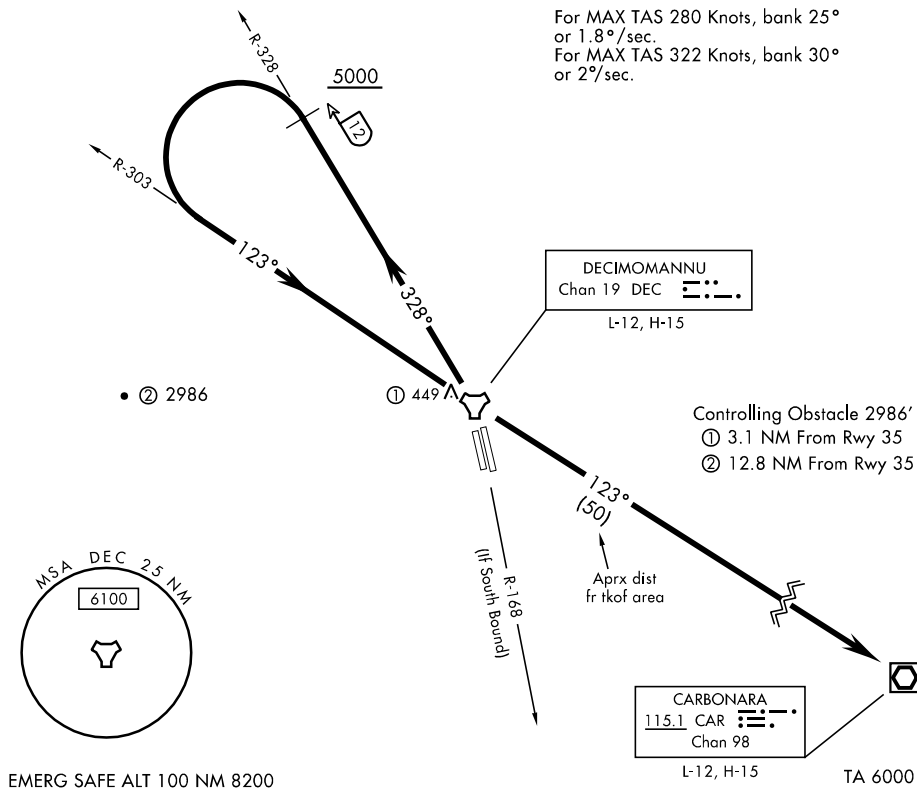 For MAX TAS 280 Knots, bank 25°
or 1.8°/sec.
For MAX TAS 322 Knots, bank 30°
or 2°/sec.
R-328
5000
12
R-303
123°
328°
DECIMOMANNU
Chan 19 DEC
L-12, H-15
② 2986
① 449
Controlling Obstacle 2986'
① 3.1 NM From Rwy 35
② 12.8 NM From Rwy 35
123°
(50)
Aprx dist
fr tkof area
R-168
(If South Bound)
MSA DEC 25 NM
6100
CARBONARA
115.1 CAR
Chan 98
L-12, H-15
EMERG SAFE ALT 100 NM 8200
TA 6000